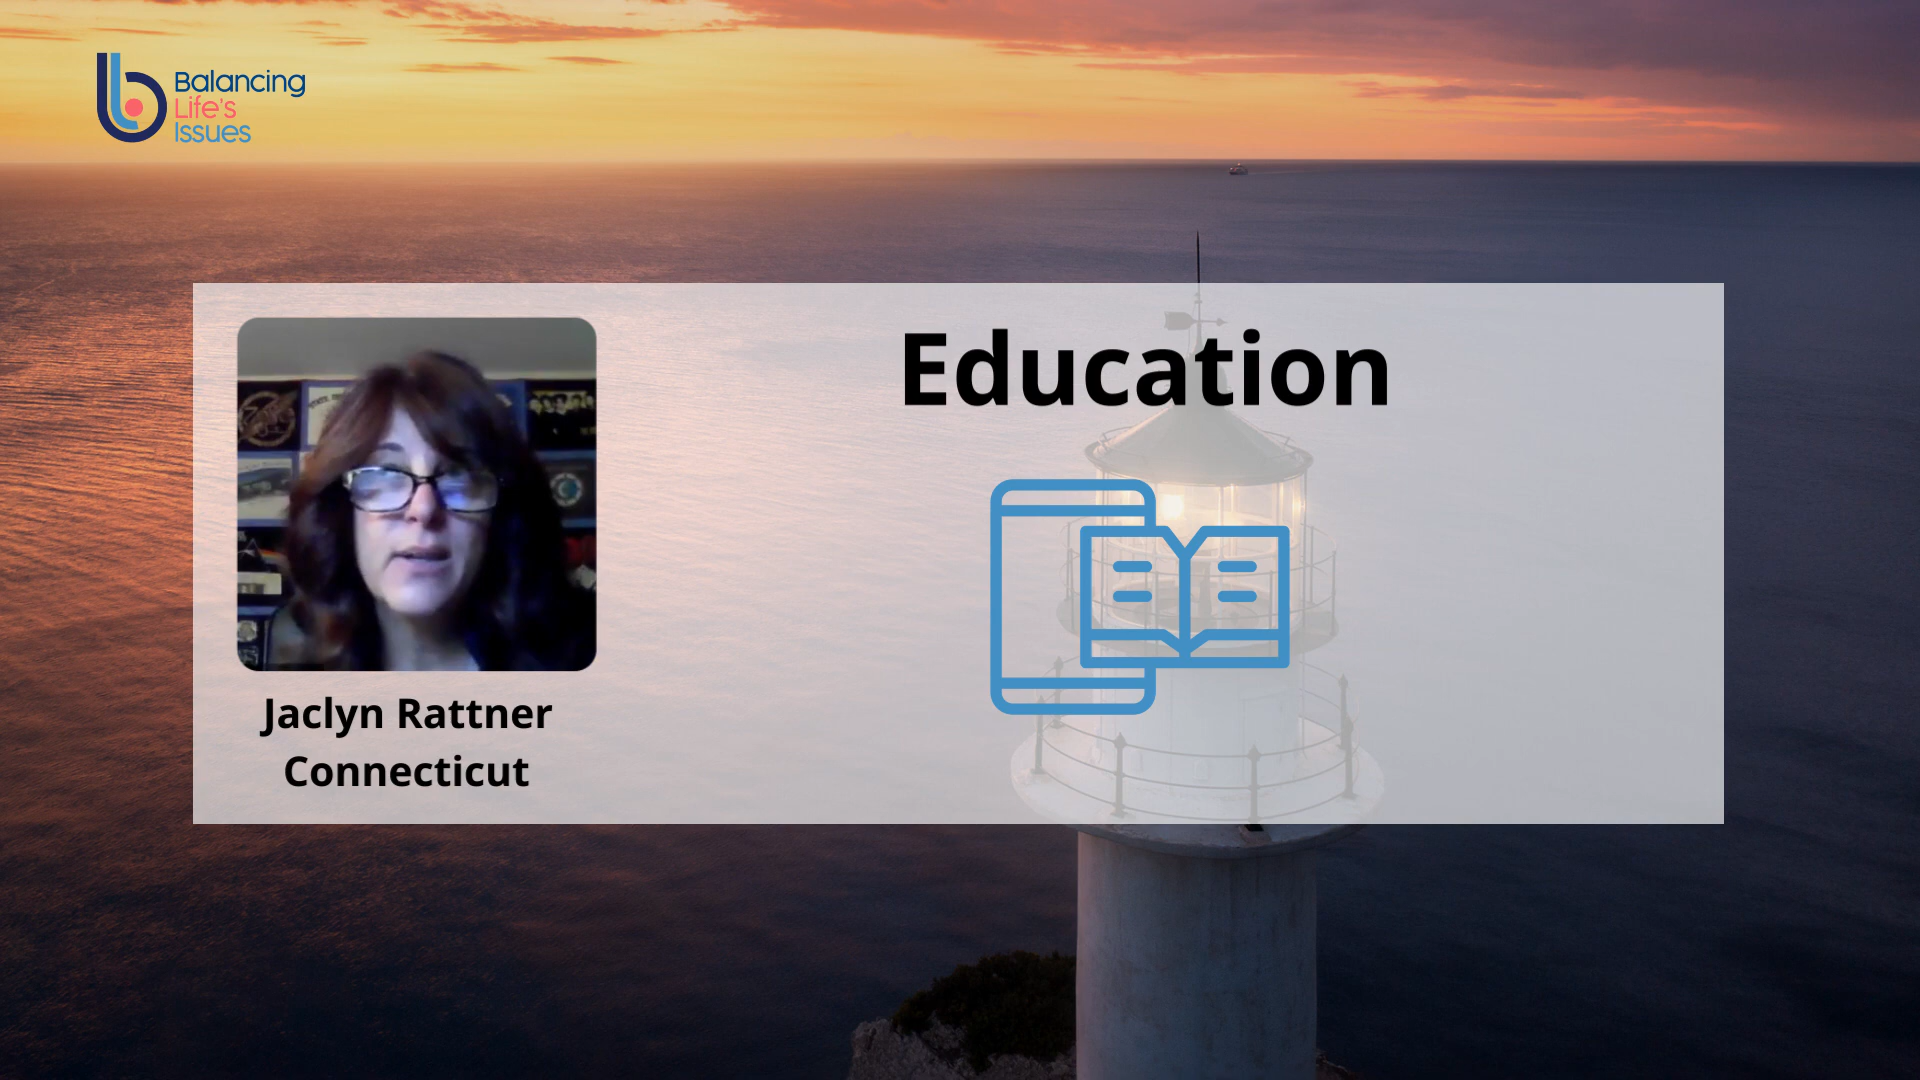 Balancing
Life's
Issues
Education
Jaclyn Rattner
Connecticut